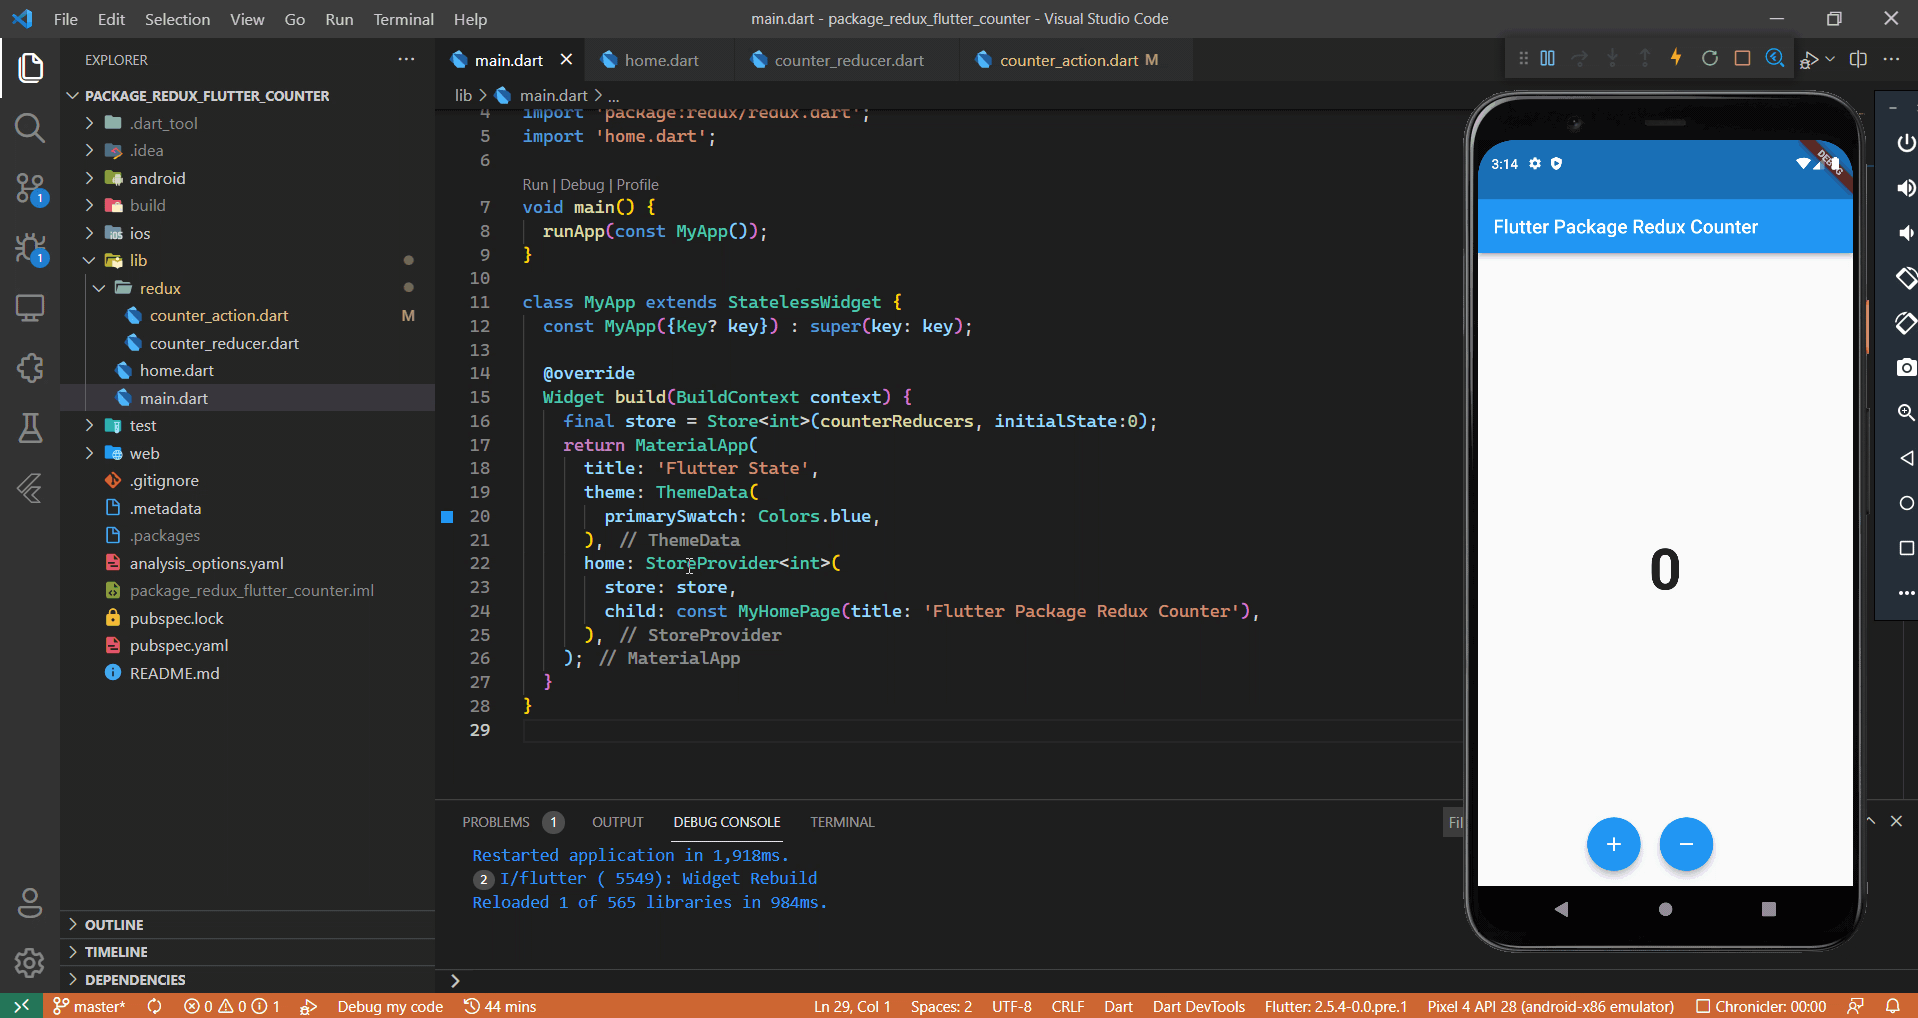 File Edit Selection View Go Run Terminal Help
main.dart - package_redux_flutter_counter - Visual Studio Code
EXPLORER
PACKAGE_REDUX_FLUTTER_COUNTER
.dart_tool
.idea
android
build
ios
lib
redux
counter_action.dart M
counter_reducer.dart
home.dart
main.dart
test
web
.gitignore
.metadata
.packages
analysis_options.yaml
package_redux_flutter_counter.iml
pubspec.lock
pubspec.yaml
README.md
OUTLINE
TIMELINE
DEPENDENCIES
1
1
main.dart home.dart counter_reducer.dart counter_action.dart M
lib > main.dart > ...
4 import 'package:redux/redux.dart';
5 import 'home.dart';
6
Run | Debug | Profile
7 void main() {
8 runApp(const MyApp());
9 }
10
11 class MyApp extends StatelessWidget {
12 const MyApp({Key? key}) : super(key: key);
13
14 @override
15 Widget build(BuildContext context) {
16 final store = Store<int>(counterReducers, initialState:0);
17 return MaterialApp(
18 title: 'Flutter State',
19 theme: ThemeData(
20 primarySwatch: Colors.blue,
21 ), // ThemeData
22 home: StoreProvider<int>(
23 store: store,
24 child: const MyHomePage(title: 'Flutter Package Redux Counter'),
25 ), // StoreProvider
26 ); // MaterialApp
27 }
28 }
29
PROBLEMS 1 OUTPUT DEBUG CONSOLE TERMINAL
Fil
Restarted application in 1,918ms.
2 I/flutter ( 5549): Widget Rebuild
Reloaded 1 of 565 libraries in 984ms.
3:14
DEBUG
Flutter Package Redux Counter
0
+ −
master* 0 0 1 Debug my code 44 mins Ln 29, Col 1 Spaces: 2 UTF-8 CRLF Dart Dart DevTools Flutter: 2.5.4-0.0.pre.1 Pixel 4 API 28 (android-x86 emulator) Chronicler: 00:00